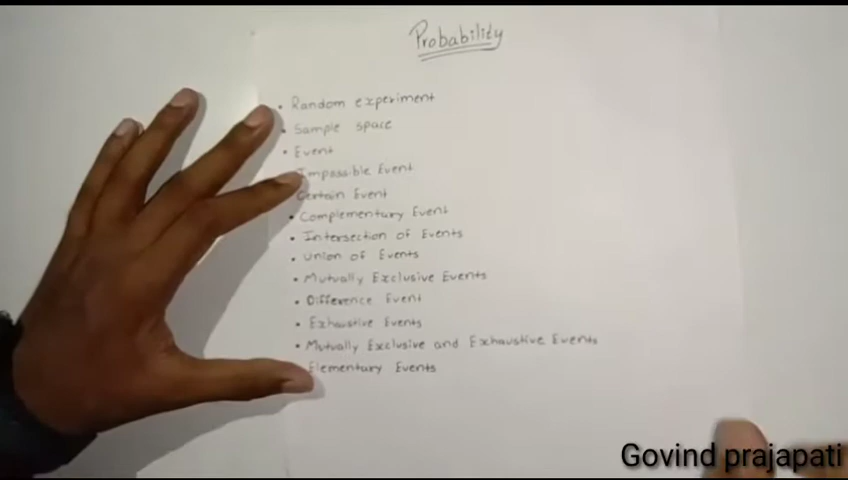 Probability
• Random experiment
• Sample space
• Event
Impossible Event
Certain Event
• Complementary Event
• Intersection of Events
• Union of Events
• Mutually Exclusive Events
• Difference Event
• Exhaustive Events
• Mutually Exclusive and Exhaustive Events
Elementary Events
Govind prajapati